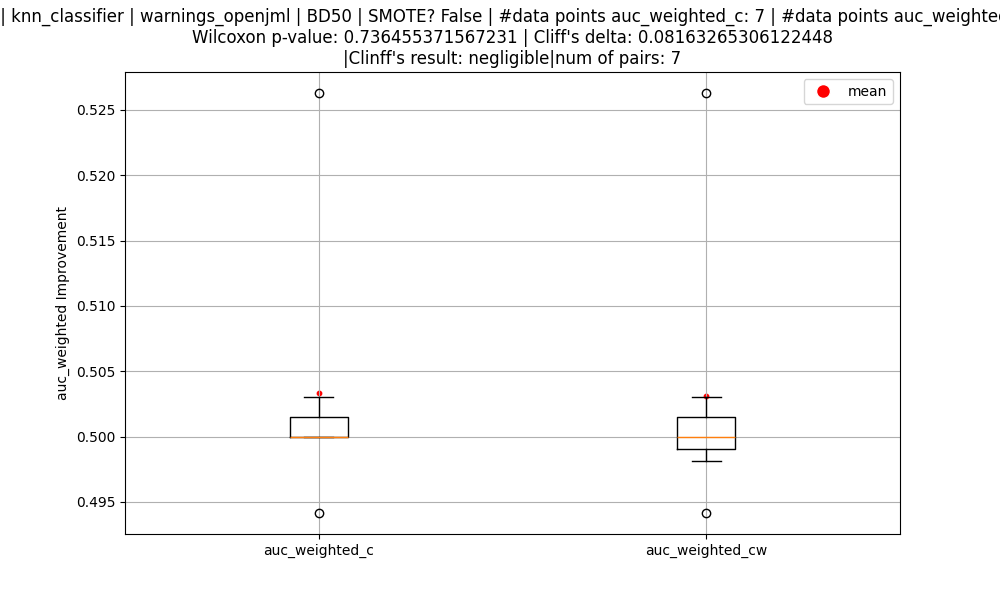 | knn_classifier | warnings_openjml | BD50 | SMOTE? False | #data points auc_weighted_c: 7 | #data points
Wilcoxon p-value: 0.736455371567231 | Cliff's delta: 0.08163265306122448
|Clinff's result: negligible|num of pairs: 7
mean
0.525
0.520
0.515
0.510
0.505
0.500
0.495
auc_weighted Improvement
auc_weighted_c
auc_weighted_cw